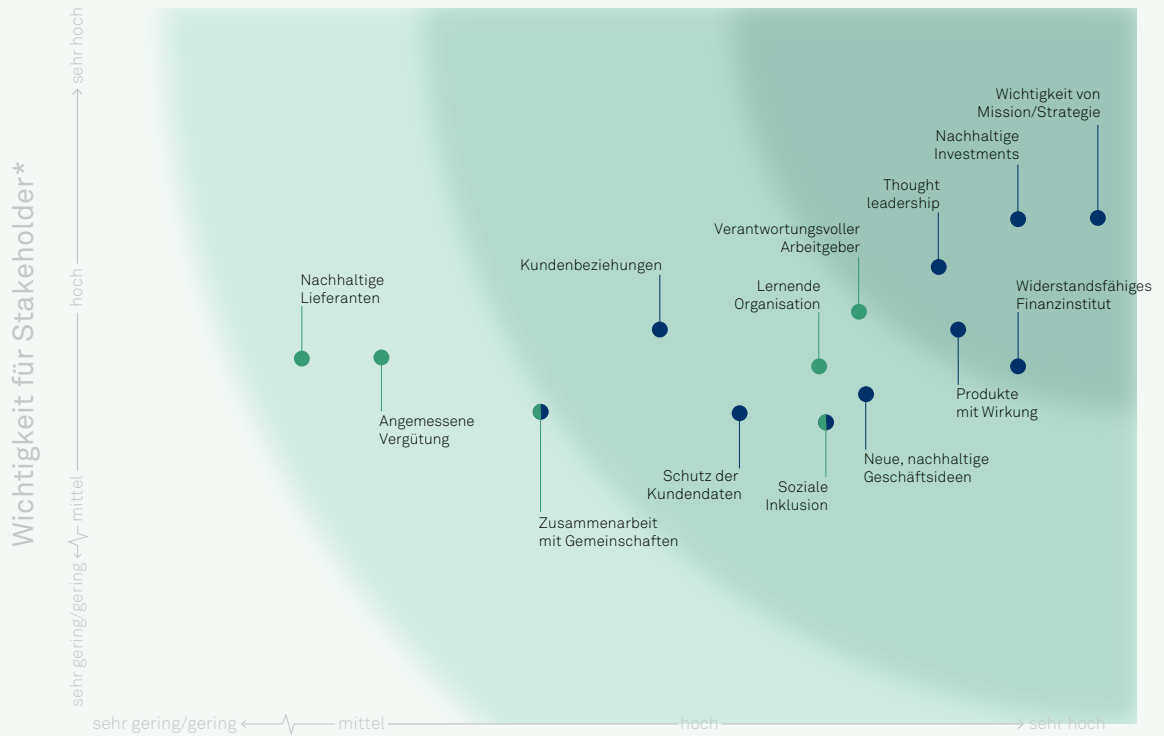 Wichtigkeit für Stakeholder*
sehr hoch
hoch
mittel
sehr gering/gering
Wichtigkeit von
Mission/Strategie
Nachhaltige
Investments
Thought
leadership
Verantwortungsvoller
Arbeitgeber
Kundenbeziehungen
Nachhaltige
Lieferanten
Lernende
Organisation
Widerstandsfähiges
Finanzinstitut
Angemessene
Vergütung
Produkte
mit Wirkung
Neue, nachhaltige
Geschäftsideen
Schutz der
Kundendaten
Soziale
Inklusion
Zusammenarbeit
mit Gemeinschaften
sehr gering/gering
mittel
hoch
sehr hoch